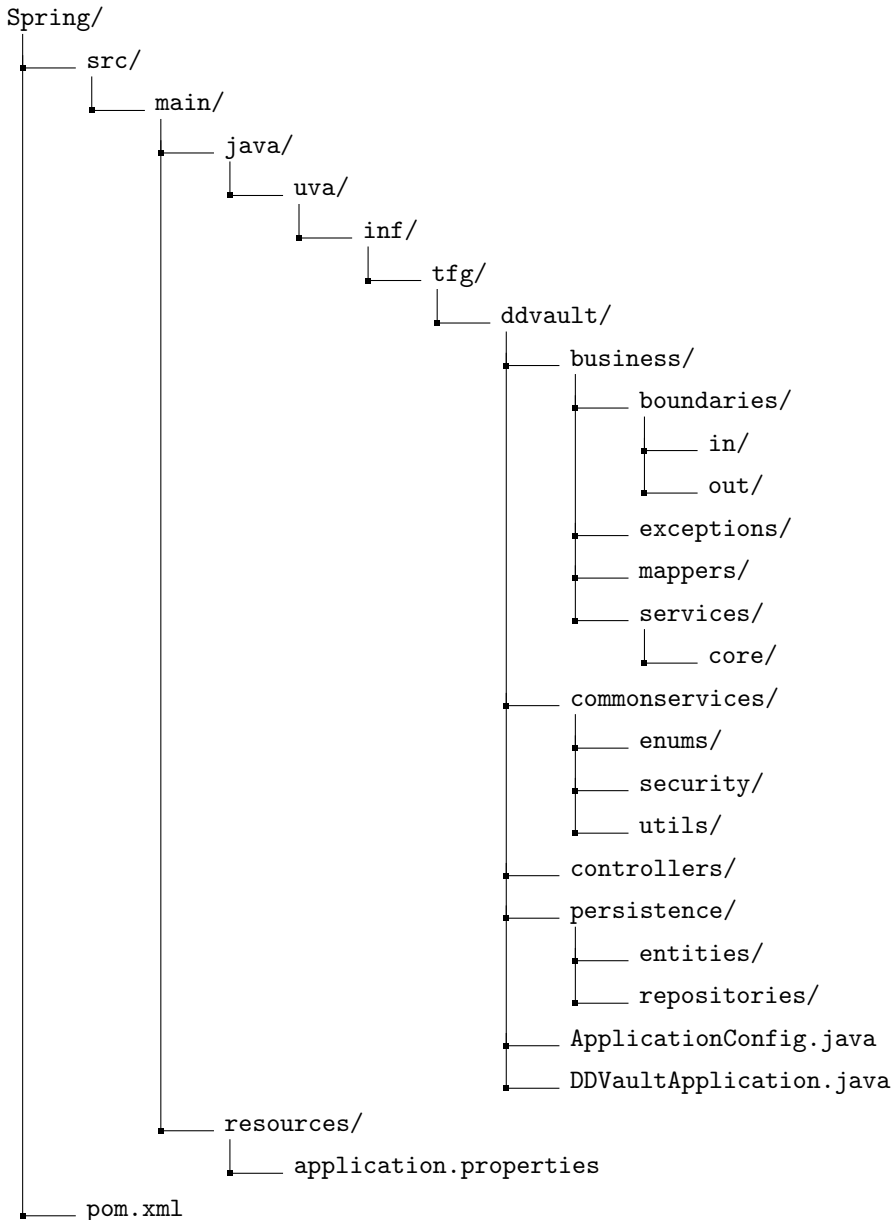 Spring/
src/
main/
java/
uva/
inf/
tfg/
ddvault/
business/
boundaries/
in/
out/
exceptions/
mappers/
services/
core/
commonservices/
enums/
security/
utils/
controllers/
persistence/
entities/
repositories/
ApplicationConfig.java
DDVaultApplication.java
resources/
application.properties
pom.xml